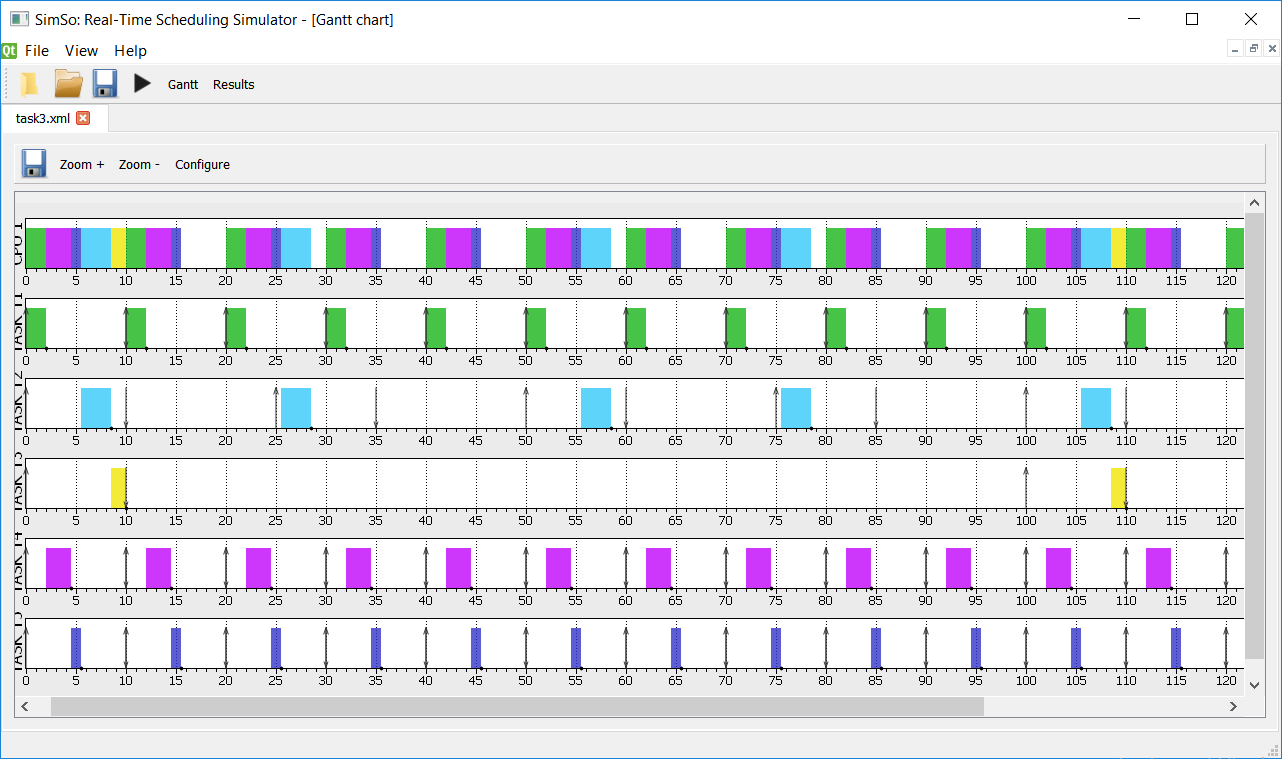 SimSo: Real-Time Scheduling Simulator - [Gantt chart]
Qt File View Help
Gantt Results
task3.xml
Zoom + Zoom - Configure
CPU 1
0 5 10 15 20 25 30 35 40 45 50 55 60 65 70 75 80 85 90 95 100 105 110 115 120
TASK T1
0 5 10 15 20 25 30 35 40 45 50 55 60 65 70 75 80 85 90 95 100 105 110 115 120
TASK T2
0 5 10 15 20 25 30 35 40 45 50 55 60 65 70 75 80 85 90 95 100 105 110 115 120
TASK T3
0 5 10 15 20 25 30 35 40 45 50 55 60 65 70 75 80 85 90 95 100 105 110 115 120
TASK T4
0 5 10 15 20 25 30 35 40 45 50 55 60 65 70 75 80 85 90 95 100 105 110 115 120
TASK T5
0 5 10 15 20 25 30 35 40 45 50 55 60 65 70 75 80 85 90 95 100 105 110 115 120